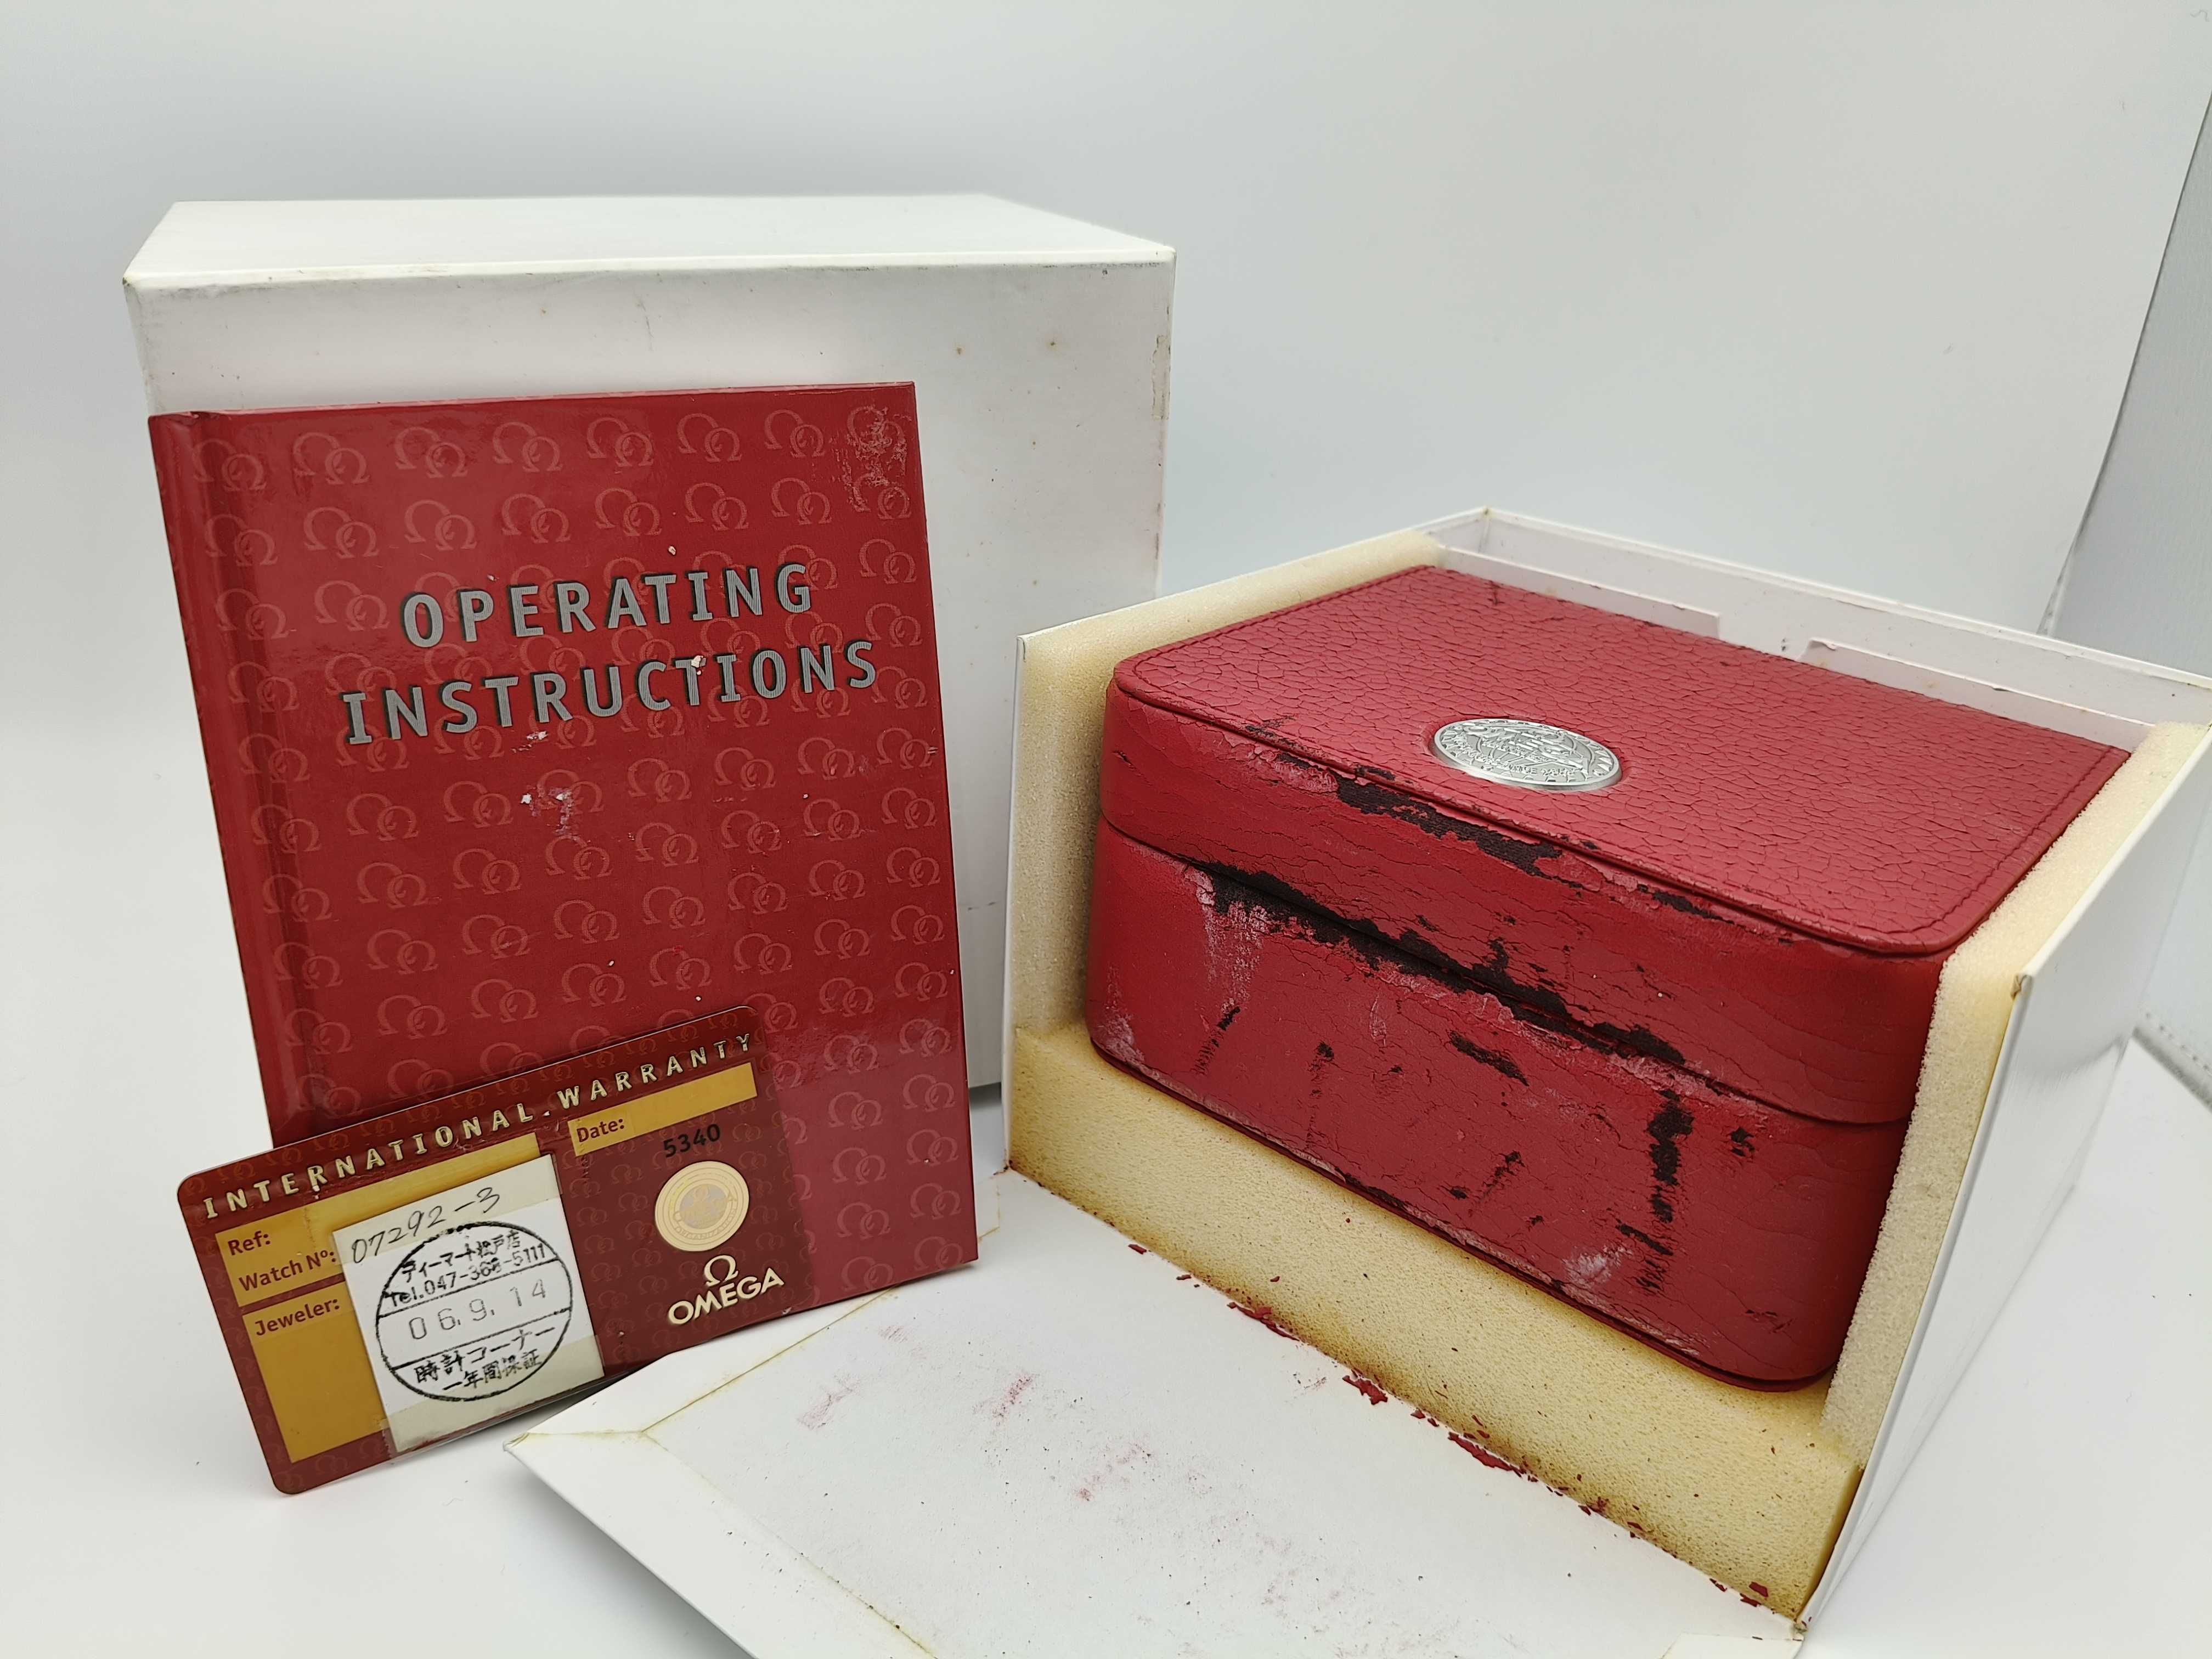 OPERATING
INSTRUCTIONS
INTERNATIONAL WARRANTY
Date:
5340
Ref:
Watch Nº:
07292-3
Jeweler:
ディーマート松戸店
Tel.047-368-5111
06.9.14
時計コーナー
一年間保証
Ω
OMEGA